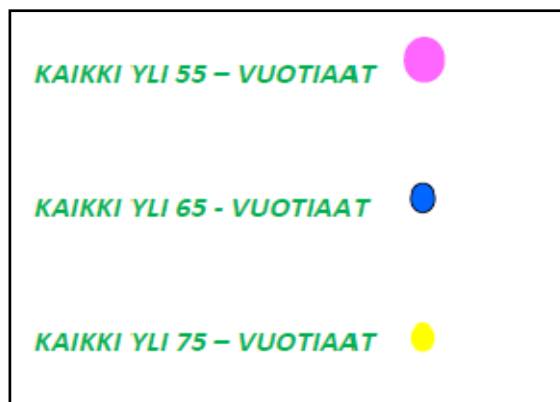 KAIKKI YLI 55 – VUOTIAAT
KAIKKI YLI 65 - VUOTIAAT
KAIKKI YLI 75 – VUOTIAAT